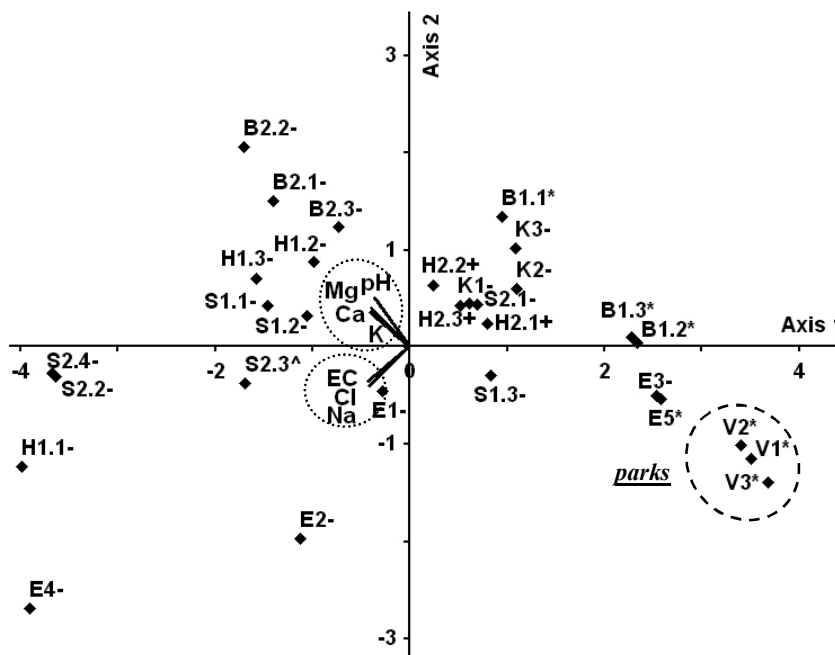 Axis 2
3
B2.2-
B2.1-
B1.1*
B2.3-
K3-
H1.2- 1
H1.3- H2.2+ K1- K2-
Mg pH
S1.1- Ca S2.1-
S1.2- K H2.3+ H2.1+ B1.3*
B1.2* Axis
-4 -2 0 2 4
S2.4- S2.3^ EC E3-
S2.2- Cl E1- S1.3- E5*
Na V2*
H1.1- -1 V1*
parks V3*
E2-
E4-
-3